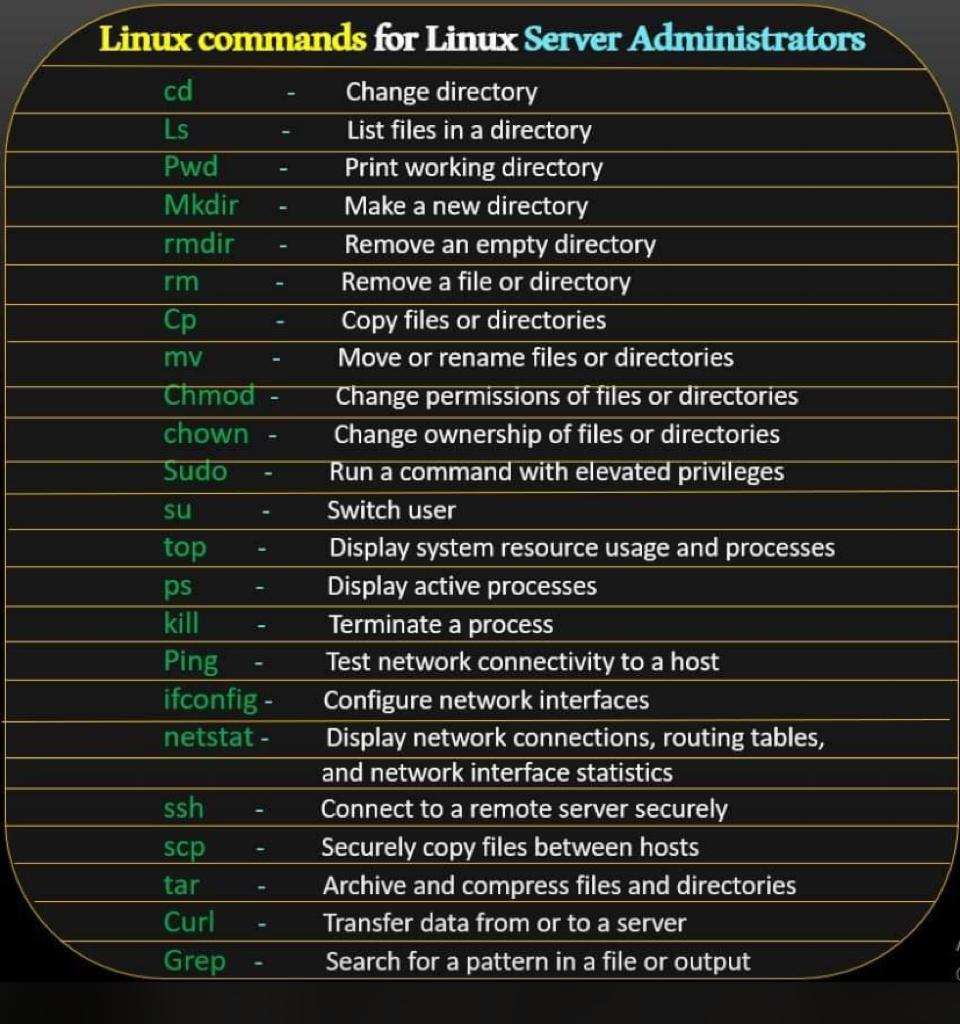 Linux commands for Linux Server Administrators
cd - Change directory
Ls - List files in a directory
Pwd - Print working directory
Mkdir - Make a new directory
rmdir - Remove an empty directory
rm - Remove a file or directory
Cp - Copy files or directories
mv - Move or rename files or directories
Chmod - Change permissions of files or directories
chown - Change ownership of files or directories
Sudo - Run a command with elevated privileges
su - Switch user
top - Display system resource usage and processes
ps - Display active processes
kill - Terminate a process
Ping - Test network connectivity to a host
ifconfig - Configure network interfaces
netstat - Display network connections, routing tables,
and network interface statistics
ssh - Connect to a remote server securely
scp - Securely copy files between hosts
tar - Archive and compress files and directories
Curl - Transfer data from or to a server
Grep - Search for a pattern in a file or output